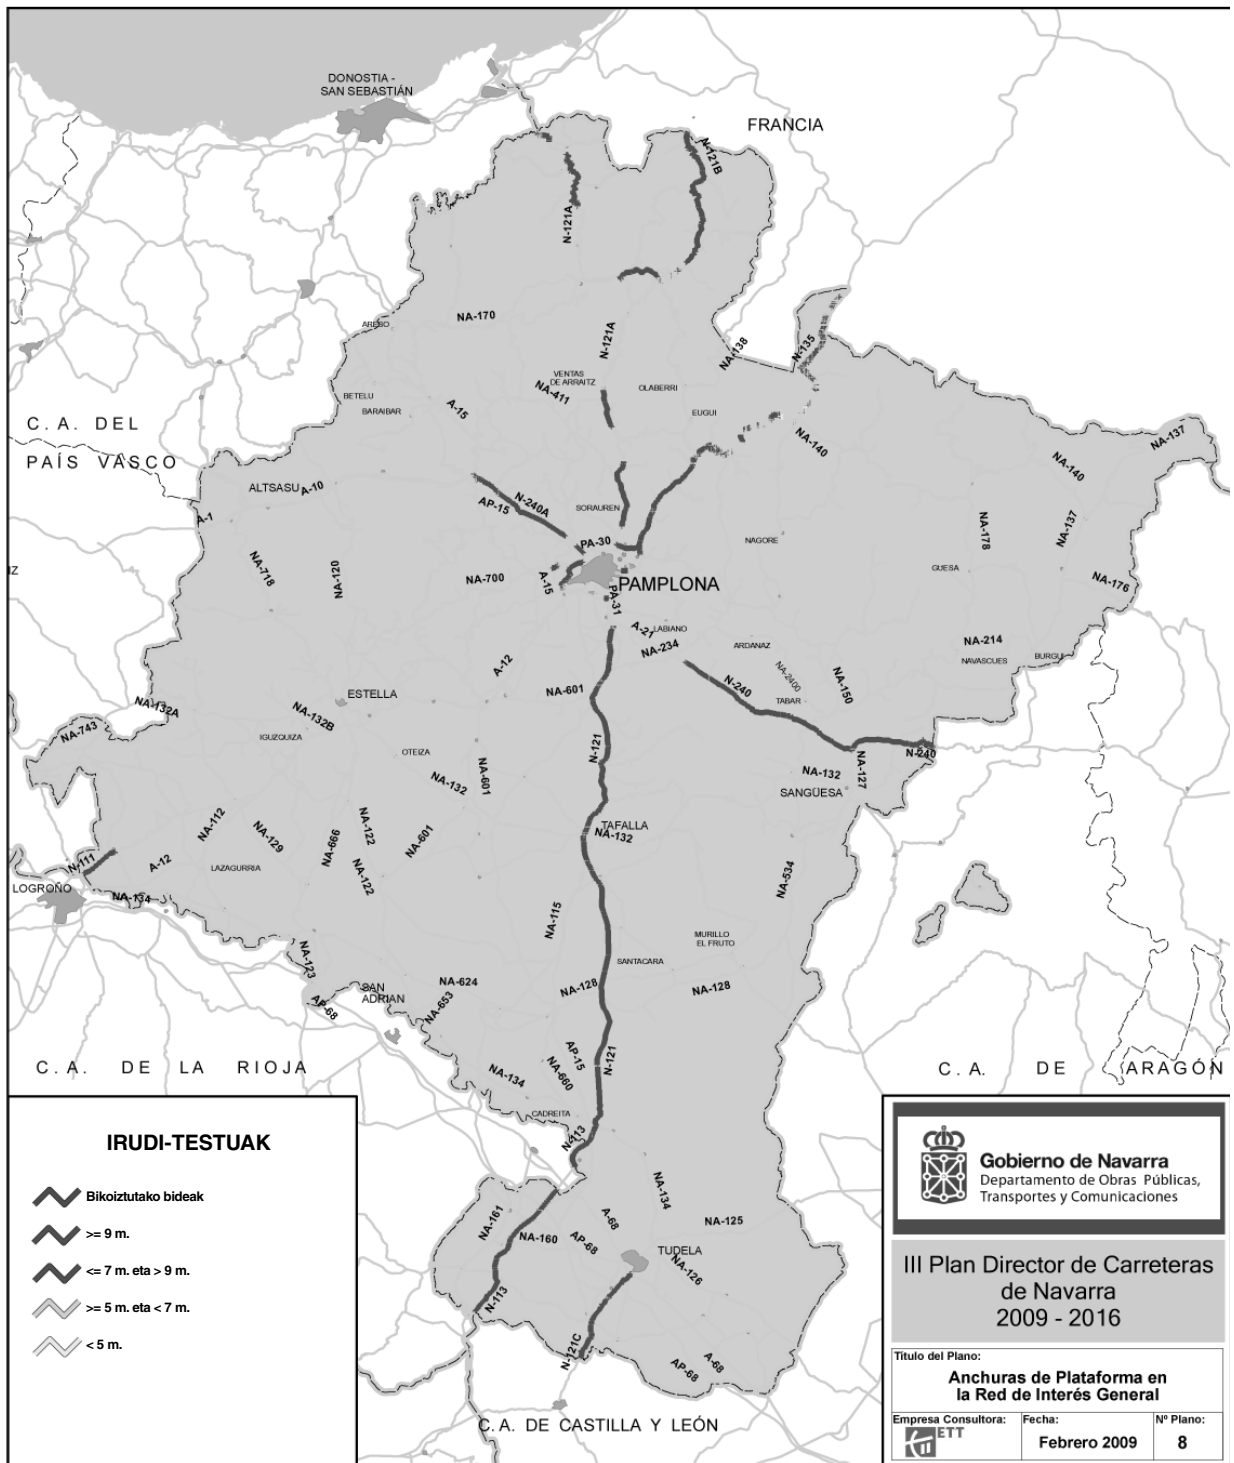 DONOSTIA -
SAN SEBASTIÁN
FRANCIA
N-121B
N-121A
NA-170
ARESO
N-121A
NA-138
N-135
VENTAS
DE ARRAITZ
NA-411
OLABERRI
BETELU
BARAIBAR
A-15
EUGUI
C. A. DEL
PAÍS VASCO
NA-140
NA-140
NA-137
ALTSASU
A-10
AP-15
N-240A
SORAUREN
A-1
NA-178
NA-137
PA-30
NAGORE
NA-718
NA-120
NA-700
A-15
PAMPLONA
PA-31
GUESA
NA-176
A-21
LABIANO
NA-234
ARDANAZ
NA-214
NAVASCUES
BURGUI
A-12
NA-601
N-240
NA-2400
TABAR
NA-150
ESTELLA
NA-132A
NA-132B
NA-743
IGUZQUIZA
OTEIZA
N-121
N-240
NA-132
NA-601
NA-132
NA-127
SANGÜESA
NA-112
NA-129
NA-666
NA-122
NA-601
TAFALLA
NA-132
N-111
A-12
LAZAGURRIA
NA-122
LOGROÑO
NA-134
NA-534
NA-115
MURILLO
EL FRUTO
NA-123
SANTACARA
NA-624
NA-128
NA-128
SAN
ADRIAN
AP-68
NA-653
C. A. DE LA RIOJA
NA-134
AP-15
NA-660
N-121
C. A. DE ARAGÓN
CADREITA
N-113
NA-161
NA-160
A-68
AP-68
NA-134
NA-125
TUDELA
NA-126
N-113
N-121C
AP-68
A-68
C.A. DE CASTILLA Y LEÓN
IRUDI-TESTUAK
Bikoiztutako bideak
>= 9 m.
<= 7 m. eta > 9 m.
>= 5 m. eta < 7 m.
< 5 m.
Gobierno de Navarra
Departamento de Obras Públicas,
Transportes y Comunicaciones
III Plan Director de Carreteras
de Navarra
2009 - 2016
Título del Plano:
Anchuras de Plataforma en
la Red de Interés General
Empresa Consultora:
ETT
Fecha:
Febrero 2009
Nº Plano:
8